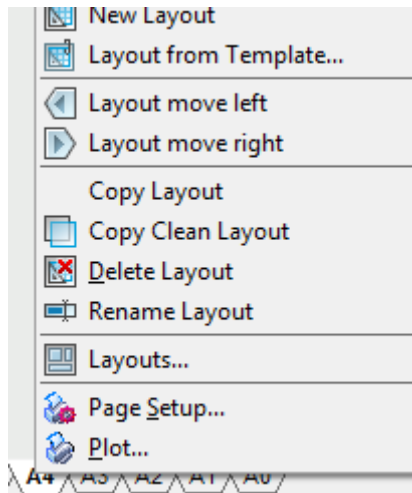 New Layout
Layout from Template...
Layout move left
Layout move right
Copy Layout
Copy Clean Layout
Delete Layout
Rename Layout
Layouts...
Page Setup...
Plot...
A4 A3 A2 A1 A0